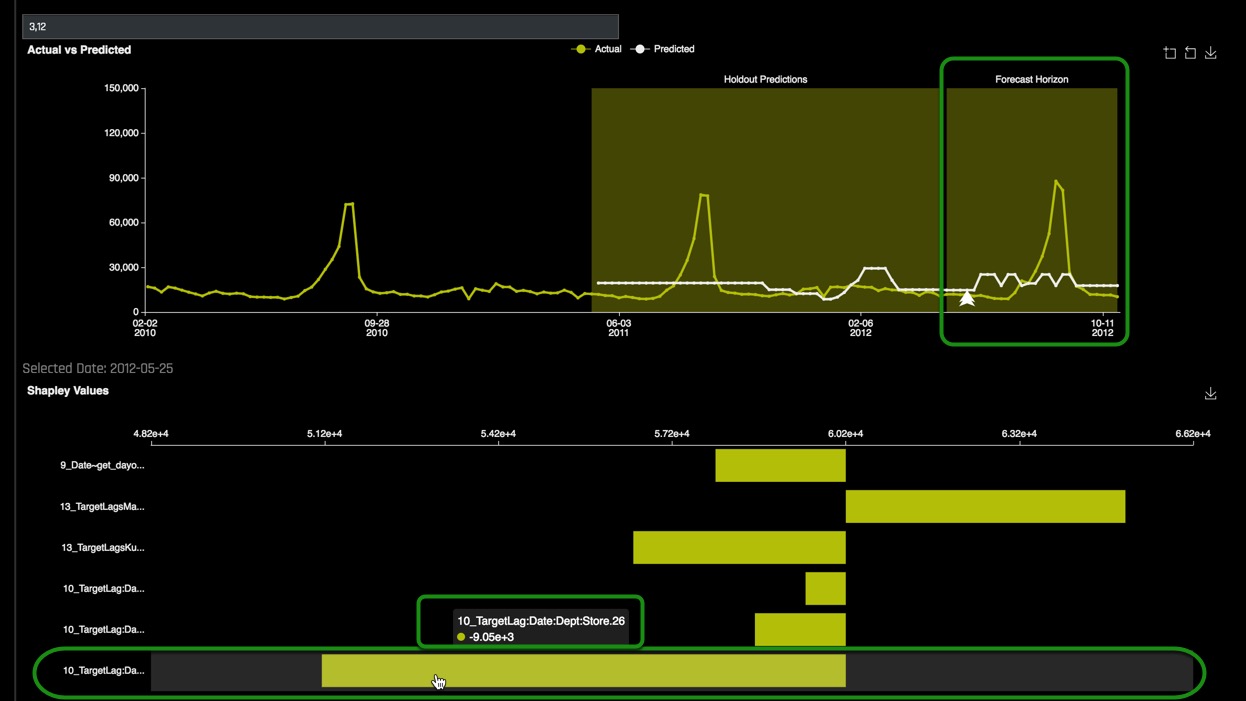 3,12
Actual vs Predicted
Actual Predicted
Holdout Predictions
Forecast Horizon
150,000
120,000
90,000
60,000
30,000
0
02-02 09-28 06-03 02-06 10-11
2010 2010 2011 2012 2012
Selected Date: 2012-05-25
Shapley Values
4.82e+4 5.12e+4 5.42e+4 5.72e+4 6.02e+4 6.32e+4 6.62e+4
9_Date~get_dayo...
13_TargetLagsMa...
13_TargetLagsKu...
10_TargetLag:Da...
10_TargetLag:Da...
10_TargetLag:Date:Dept:Store.26
-9.05e+3
10_TargetLag:Da...